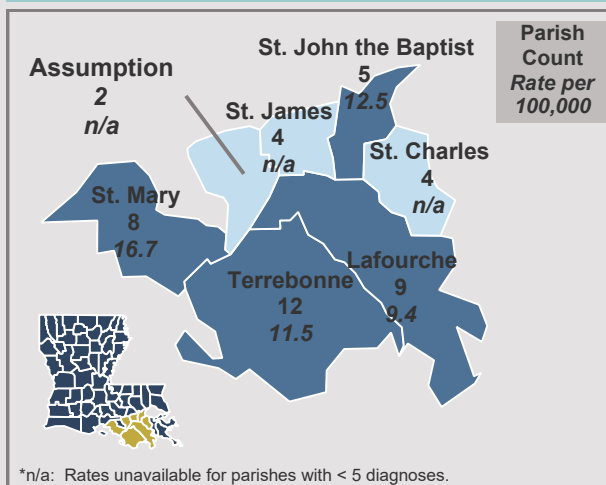 Parish
Count
Rate per
100,000
St. John the Baptist
5
12.5
Assumption
2
n/a
St. James
4
n/a
St. Charles
4
n/a
St. Mary
8
16.7
Lafourche
9
9.4
Terrebonne
12
11.5
*n/a: Rates unavailable for parishes with < 5 diagnoses.